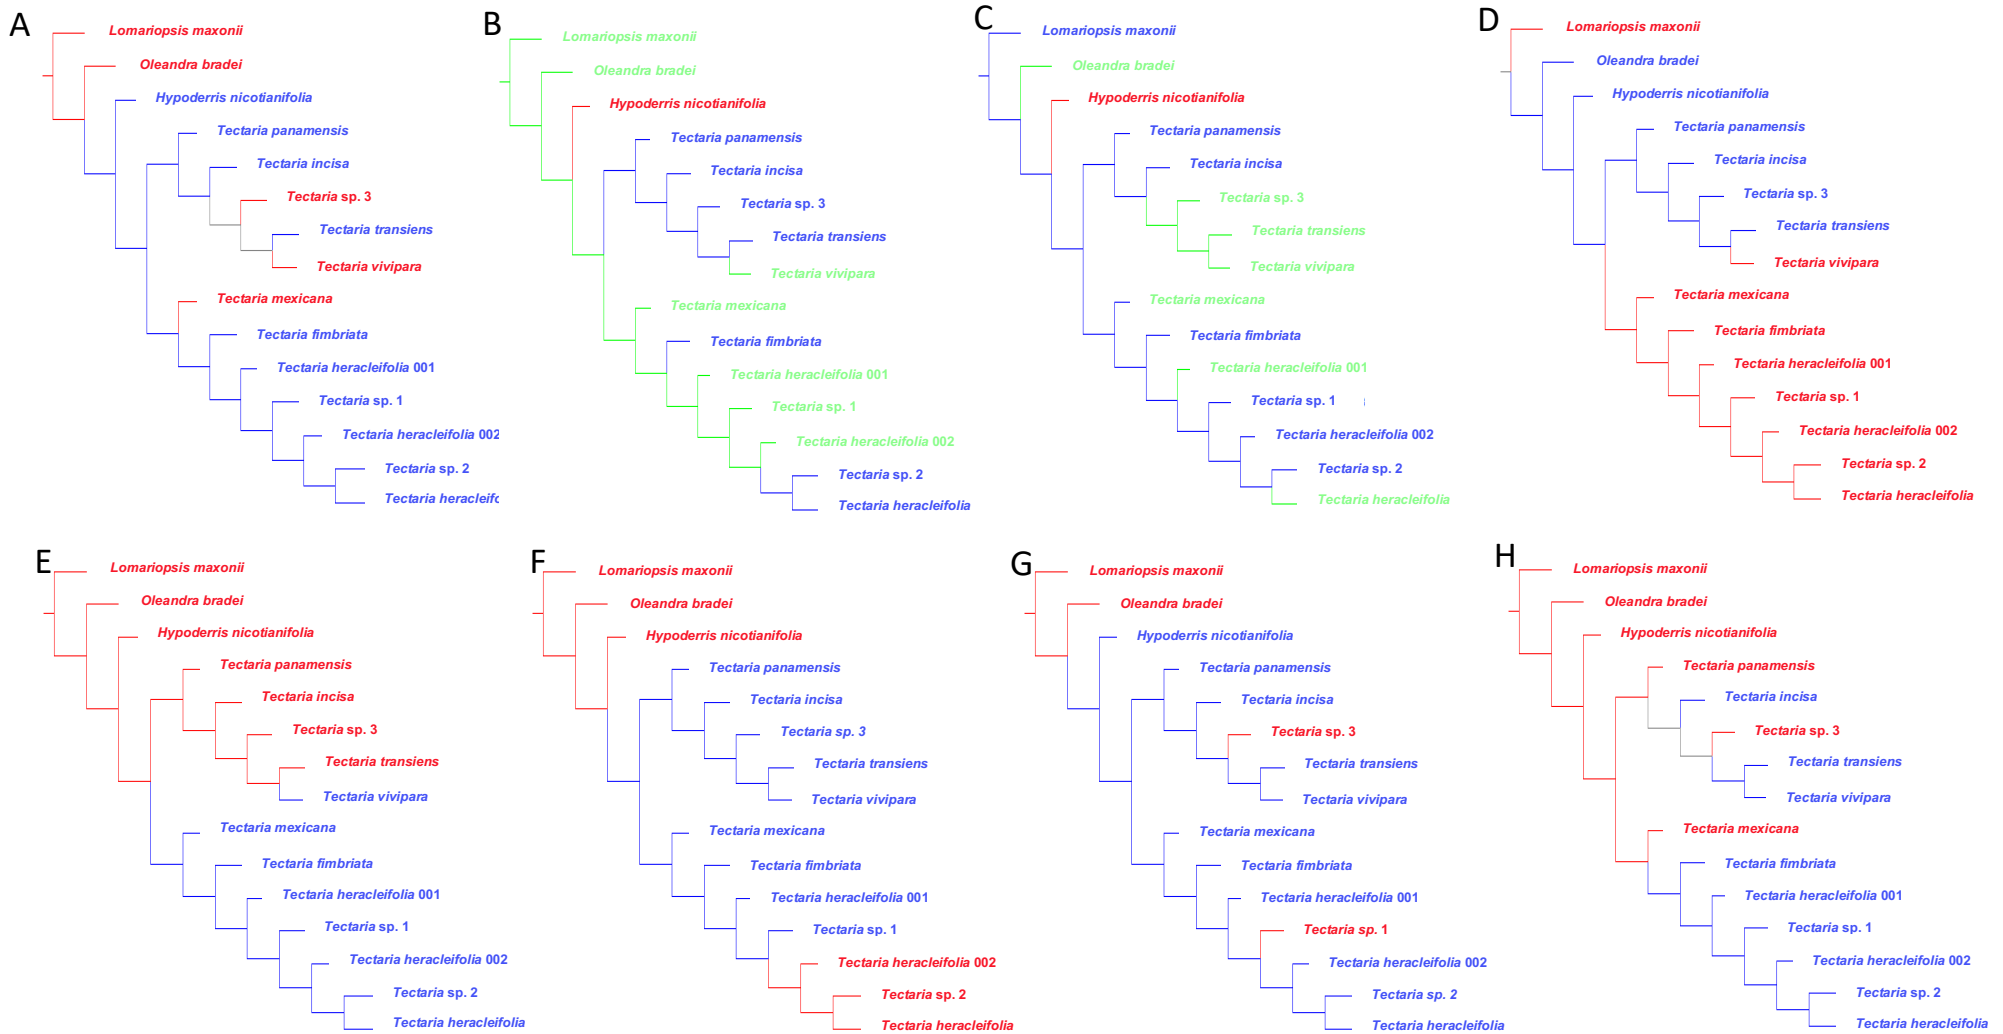 A
Lomariopsis maxonii
Oleandra bradei
Hypoderris nicotianifolia
Tectaria panamensis
Tectaria incisa
Tectaria sp. 3
Tectaria transiens
Tectaria vivipara
Tectaria mexicana
Tectaria fimbriata
Tectaria heracleifolia 001
Tectaria sp. 1
Tectaria heracleifolia 002
Tectaria sp. 2
Tectaria heracleifo
B
Lomariopsis maxonii
Oleandra bradei
Hypoderris nicotianifolia
Tectaria panamensis
Tectaria incisa
Tectaria sp. 3
Tectaria transiens
Tectaria vivipara
Tectaria mexicana
Tectaria fimbriata
Tectaria heracleifolia 001
Tectaria sp. 1
Tectaria heracleifolia 002
Tectaria sp. 2
Tectaria heracleifolia
C
Lomariopsis maxonii
Oleandra bradei
Hypoderris nicotianifolia
Tectaria panamensis
Tectaria incisa
Tectaria sp. 3
Tectaria transiens
Tectaria vivipara
Tectaria mexicana
Tectaria fimbriata
Tectaria heracleifolia 001
Tectaria sp. 1
Tectaria heracleifolia 002
Tectaria sp. 2
Tectaria heracleifolia
D
Lomariopsis maxonii
Oleandra bradei
Hypoderris nicotianifolia
Tectaria panamensis
Tectaria incisa
Tectaria sp. 3
Tectaria transiens
Tectaria vivipara
Tectaria mexicana
Tectaria fimbriata
Tectaria heracleifolia 001
Tectaria sp. 1
Tectaria heracleifolia 002
Tectaria sp. 2
Tectaria heracleifolia
E
Lomariopsis maxonii
Oleandra bradei
Hypoderris nicotianifolia
Tectaria panamensis
Tectaria incisa
Tectaria sp. 3
Tectaria transiens
Tectaria vivipara
Tectaria mexicana
Tectaria fimbriata
Tectaria heracleifolia 001
Tectaria sp. 1
Tectaria heracleifolia 002
Tectaria sp. 2
Tectaria heracleifolia
F
Lomariopsis maxonii
Oleandra bradei
Hypoderris nicotianifolia
Tectaria panamensis
Tectaria incisa
Tectaria sp. 3
Tectaria transiens
Tectaria vivipara
Tectaria mexicana
Tectaria fimbriata
Tectaria heracleifolia 001
Tectaria sp. 1
Tectaria heracleifolia 002
Tectaria sp. 2
Tectaria heracleifolia
G
Lomariopsis maxonii
Oleandra bradei
Hypoderris nicotianifolia
Tectaria panamensis
Tectaria incisa
Tectaria sp. 3
Tectaria transiens
Tectaria vivipara
Tectaria mexicana
Tectaria fimbriata
Tectaria heracleifolia 001
Tectaria sp. 1
Tectaria heracleifolia 002
Tectaria sp. 2
Tectaria heracleifolia
H
Lomariopsis maxonii
Oleandra bradei
Hypoderris nicotianifolia
Tectaria panamensis
Tectaria incisa
Tectaria sp. 3
Tectaria transiens
Tectaria vivipara
Tectaria mexicana
Tectaria fimbriata
Tectaria heracleifolia 001
Tectaria sp. 1
Tectaria heracleifolia 002
Tectaria sp. 2
Tectaria heracleifolia